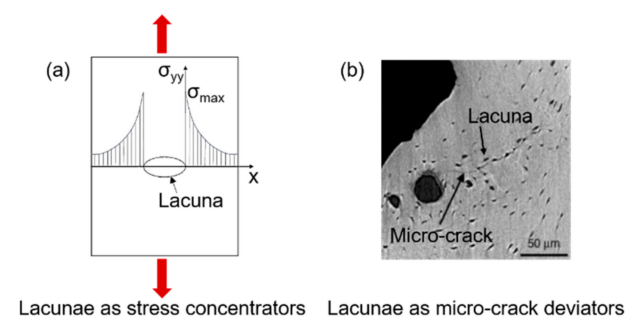 (a)
σyy
σmax
x
Lacuna
Lacunae as stress concentrators
(b)
Lacuna
Micro-crack
50 µm
Lacunae as micro-crack deviators